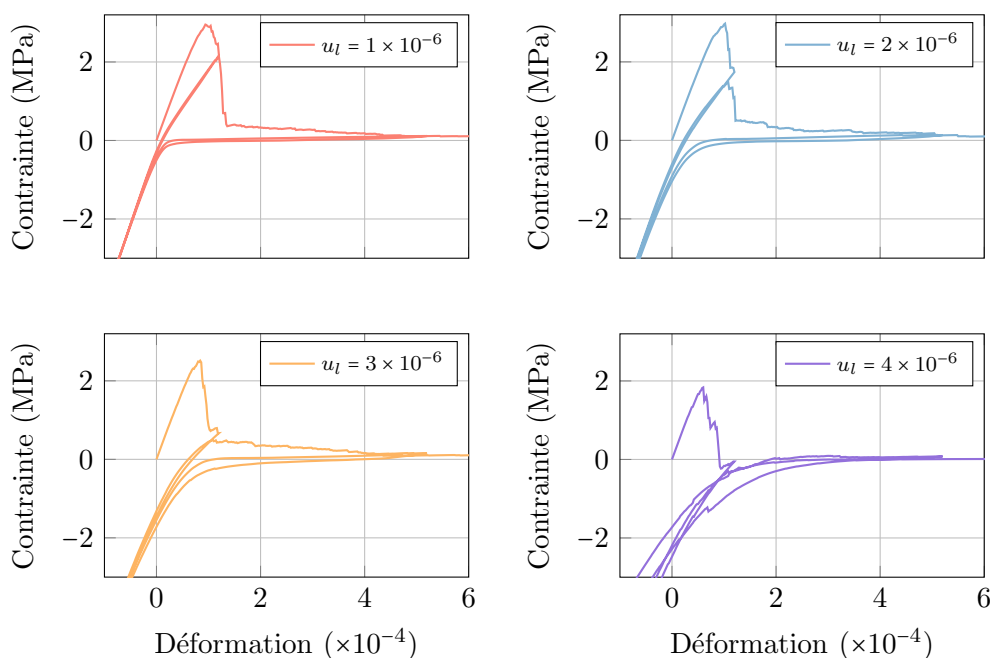 Contrainte (MPa)
2
0
−2
u_l = 1 × 10⁻⁶
Contrainte (MPa)
2
0
−2
u_l = 2 × 10⁻⁶
Contrainte (MPa)
2
0
−2
u_l = 3 × 10⁻⁶
0 2 4 6
Déformation (×10⁻⁴)
Contrainte (MPa)
2
0
−2
u_l = 4 × 10⁻⁶
0 2 4 6
Déformation (×10⁻⁴)